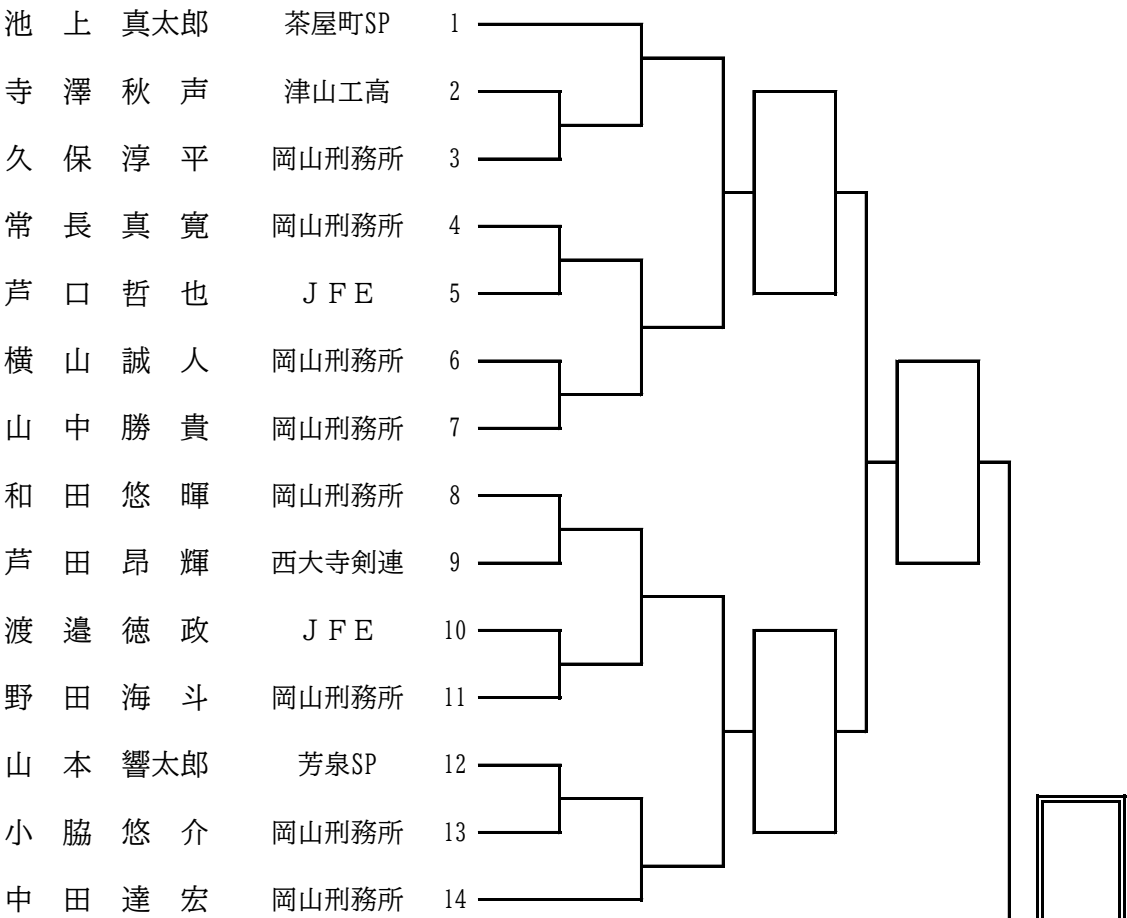 池 上 真太郎 茶屋町SP 1
寺 澤 秋 声 津山工高 2
久 保 淳 平 岡山刑務所 3
常 長 真 寛 岡山刑務所 4
芦 口 哲 也 ＪＦＥ 5
横 山 誠 人 岡山刑務所 6
山 中 勝 貴 岡山刑務所 7
和 田 悠 暉 岡山刑務所 8
芦 田 昂 輝 西大寺剣連 9
渡 邉 徳 政 ＪＦＥ 10
野 田 海 斗 岡山刑務所 11
山 本 響太郎 芳泉SP 12
小 脇 悠 介 岡山刑務所 13
中 田 達 宏 岡山刑務所 14